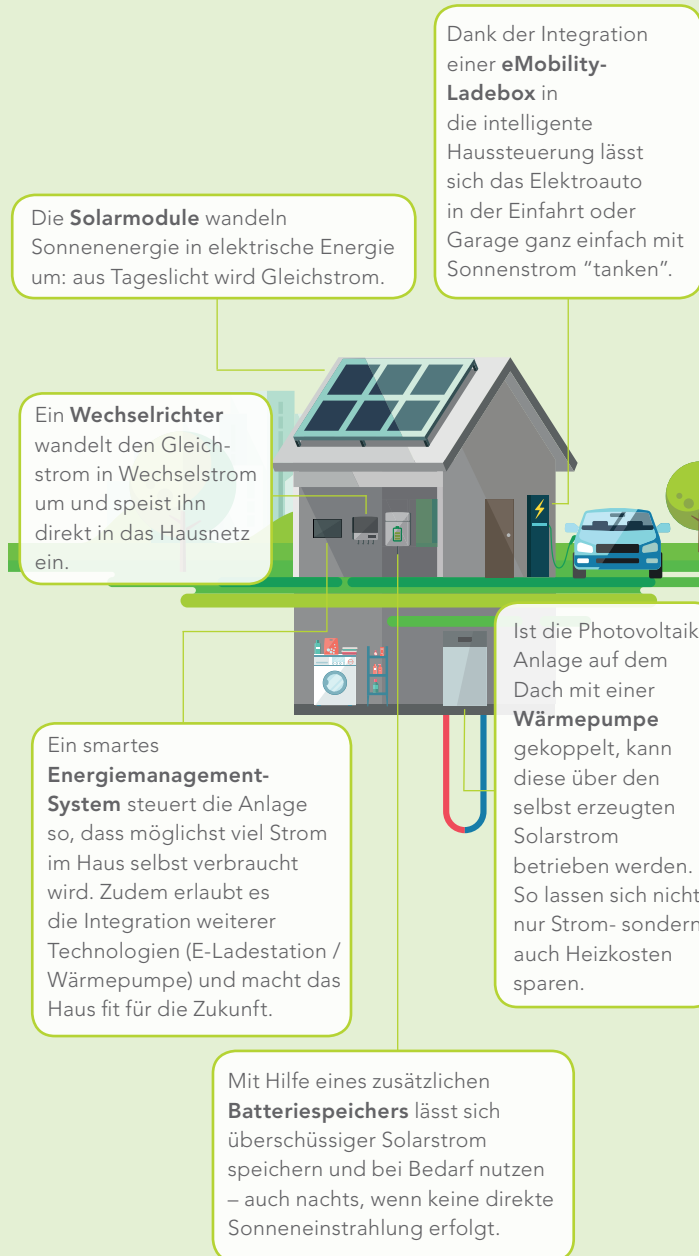 Dank der Integration
einer eMobility-
Ladebox in
die intelligente
Haussteuerung lässt
sich das Elektroauto
in der Einfahrt oder
Garage ganz einfach mit
Sonnenstrom “tanken”.
Die Solarmodule wandeln
Sonnenenergie in elektrische Energie
um: aus Tageslicht wird Gleichstrom.
Ein Wechselrichter
wandelt den Gleich-
strom in Wechselstrom
um und speist ihn
direkt in das Hausnetz
ein.
Ist die Photovoltaik
Anlage auf dem
Dach mit einer
Wärmepumpe
gekoppelt, kann
diese über den
selbst erzeugten
Solarstrom
betrieben werden.
So lassen sich nicht
nur Strom- sondern
auch Heizkosten
sparen.
Ein smartes
Energiemanagement-
System steuert die Anlage
so, dass möglichst viel Strom
im Haus selbst verbraucht
wird. Zudem erlaubt es
die Integration weiterer
Technologien (E-Ladestation /
Wärmepumpe) und macht das
Haus fit für die Zukunft.
Mit Hilfe eines zusätzlichen
Batteriespeichers lässt sich
überschüssiger Solarstrom
speichern und bei Bedarf nutzen
– auch nachts, wenn keine direkte
Sonneneinstrahlung erfolgt.